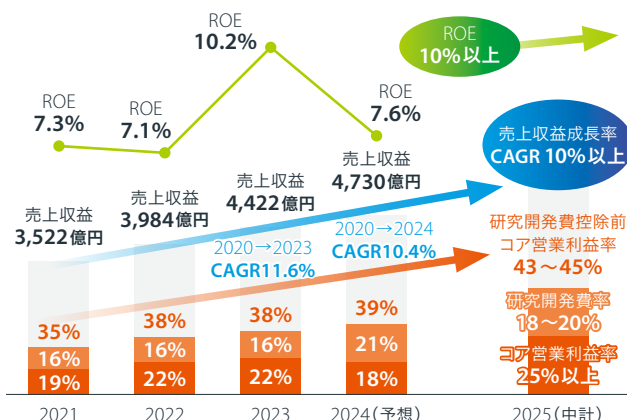 ROE
10.2%
ROE
10%以上
ROE
7.3%
ROE
7.1%
ROE
7.6%
売上収益成長率
CAGR 10%以上
売上収益
4,730億円
売上収益
4,422億円
売上収益
3,984億円
売上収益
3,522億円
2020→2023
CAGR11.6%
2020→2024
CAGR10.4%
研究開発費控除前
コア営業利益率
43~45%
35%
38%
38%
39%
研究開発費率
18~20%
16%
16%
16%
21%
コア営業利益率
25%以上
19%
22%
22%
18%
2021
2022
2023
2024(予想)
2025(中計)